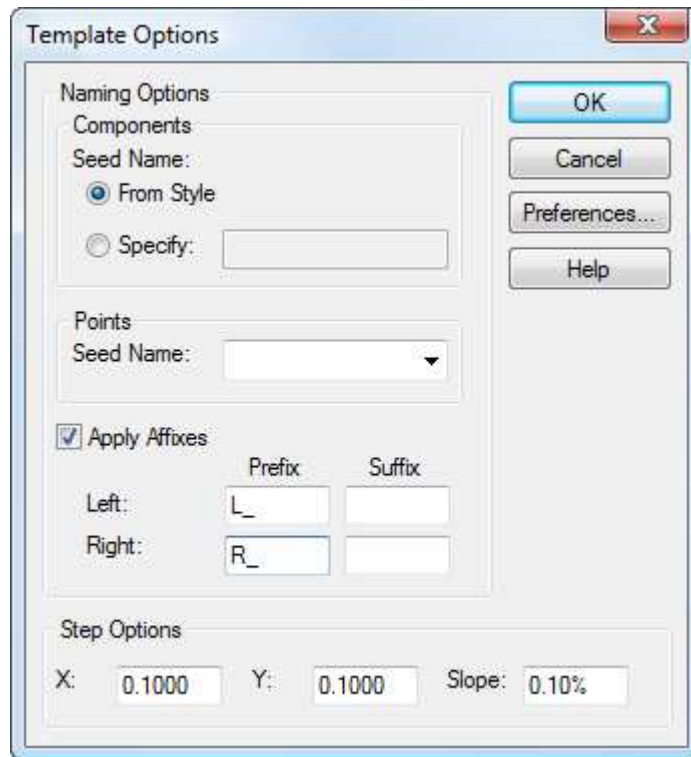 Template Options
Naming Options
OK
Components
Seed Name:
Cancel
From Style
Preferences...
Specify:
Help
Points
Seed Name:
Apply Affixes
Prefix Suffix
Left: L_
Right: R_
Step Options
X: 0.1000 Y: 0.1000 Slope: 0.10%